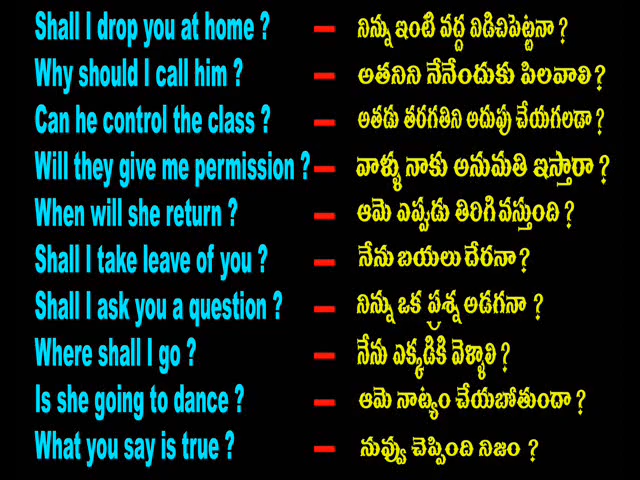 Shall I drop you at home ? – నిన్ను ఇంటి వద్ద విడిచిపెట్టనా ?
Why should I call him ? – అతనిని నేనేందుకు పిలవాలి ?
Can he control the class ? – అతడు తరగతిని అదుపు చేయగలడా ?
Will they give me permission ? – వాళ్ళు నాకు అనుమతి ఇస్తారా ?
When will she return ? – ఆమె ఎప్పడు తిరిగి వస్తుంది ?
Shall I take leave of you ? – నేను బయలు దేరనా ?
Shall I ask you a question ? – నిన్ను ఒక ప్రశ్న అడగనా ?
Where shall I go ? – నేను ఎక్కడికి వెళ్ళాలి ?
Is she going to dance ? – ఆమె నాట్యం చేయబోతుందా ?
What you say is true ? – నువ్వు చెప్పింది నిజం ?